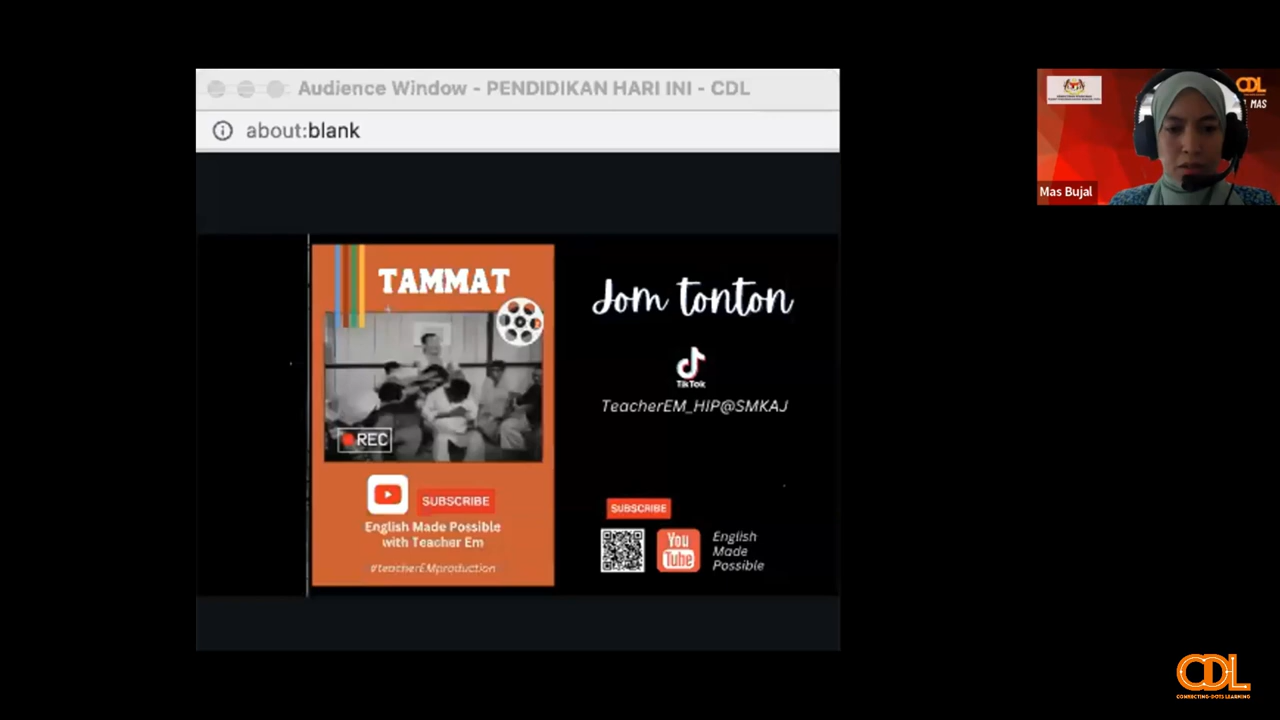 Audience Window - PENDIDIKAN HARI INI - CDL
about:blank
TAMMAT
REC
SUBSCRIBE
English Made Possible
with Teacher Em
#teacherEMproduction
Jom tonton
TikTok
TeacherEM_HIP@SMKAJ
SUBSCRIBE
You
Tube
English
Made
Possible
CDL
MAS
Mas Bujal
CDL
CONNECTING-DOTS LEARNING